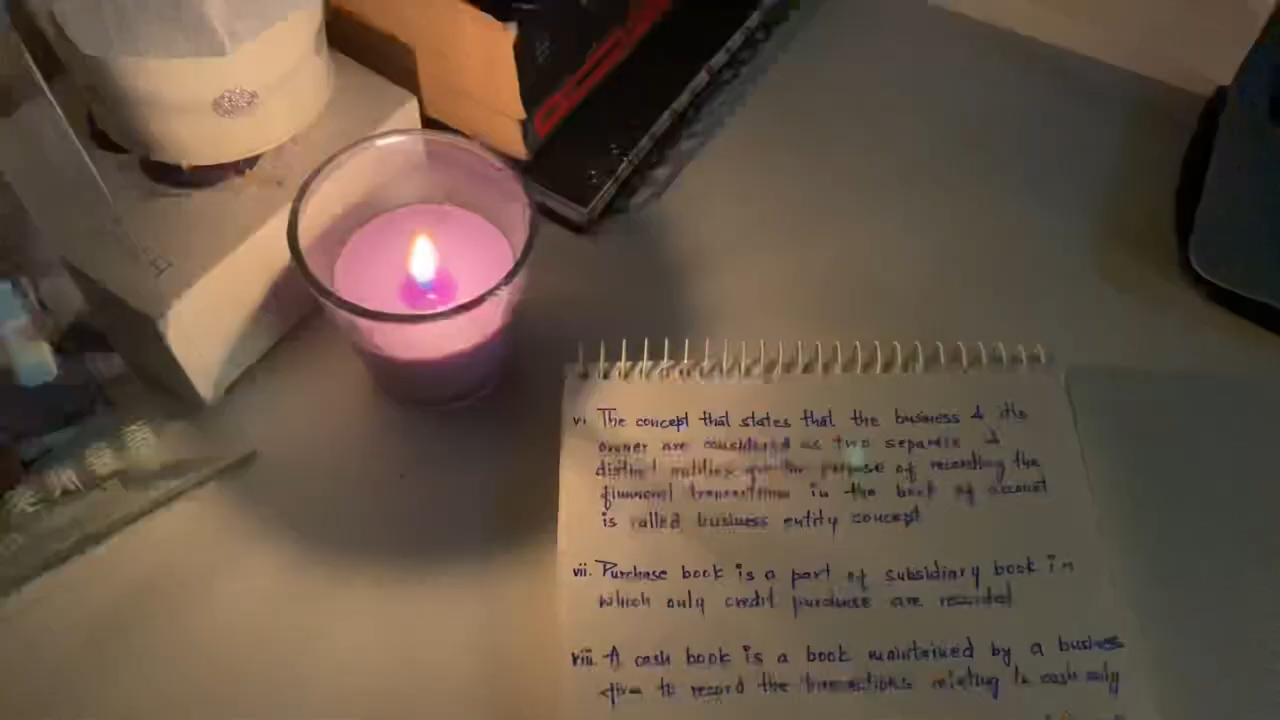 vi The concept that states that the business & its
owner are considered as two separate &
distinct entities for the purpose of recording the
financial transactions in the book of account
is called business entity concept
vii. Purchase book is a part of subsidiary book in
which only credit purchase are recorded
viii. A cash book is a book maintained by a business
to record the transactions relating to cash only